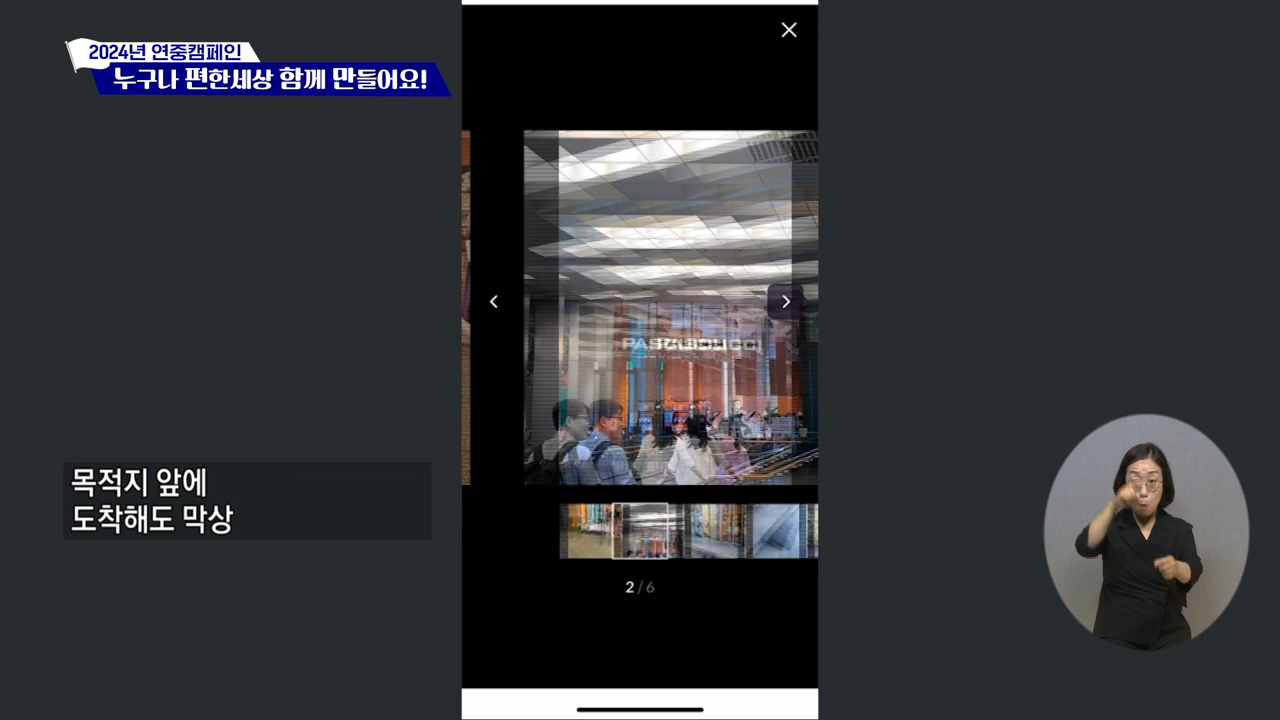 2024년 연중캠페인
누구나 편한세상 함께 만들어요!
목적지 앞에
도착해도 막상
2/6